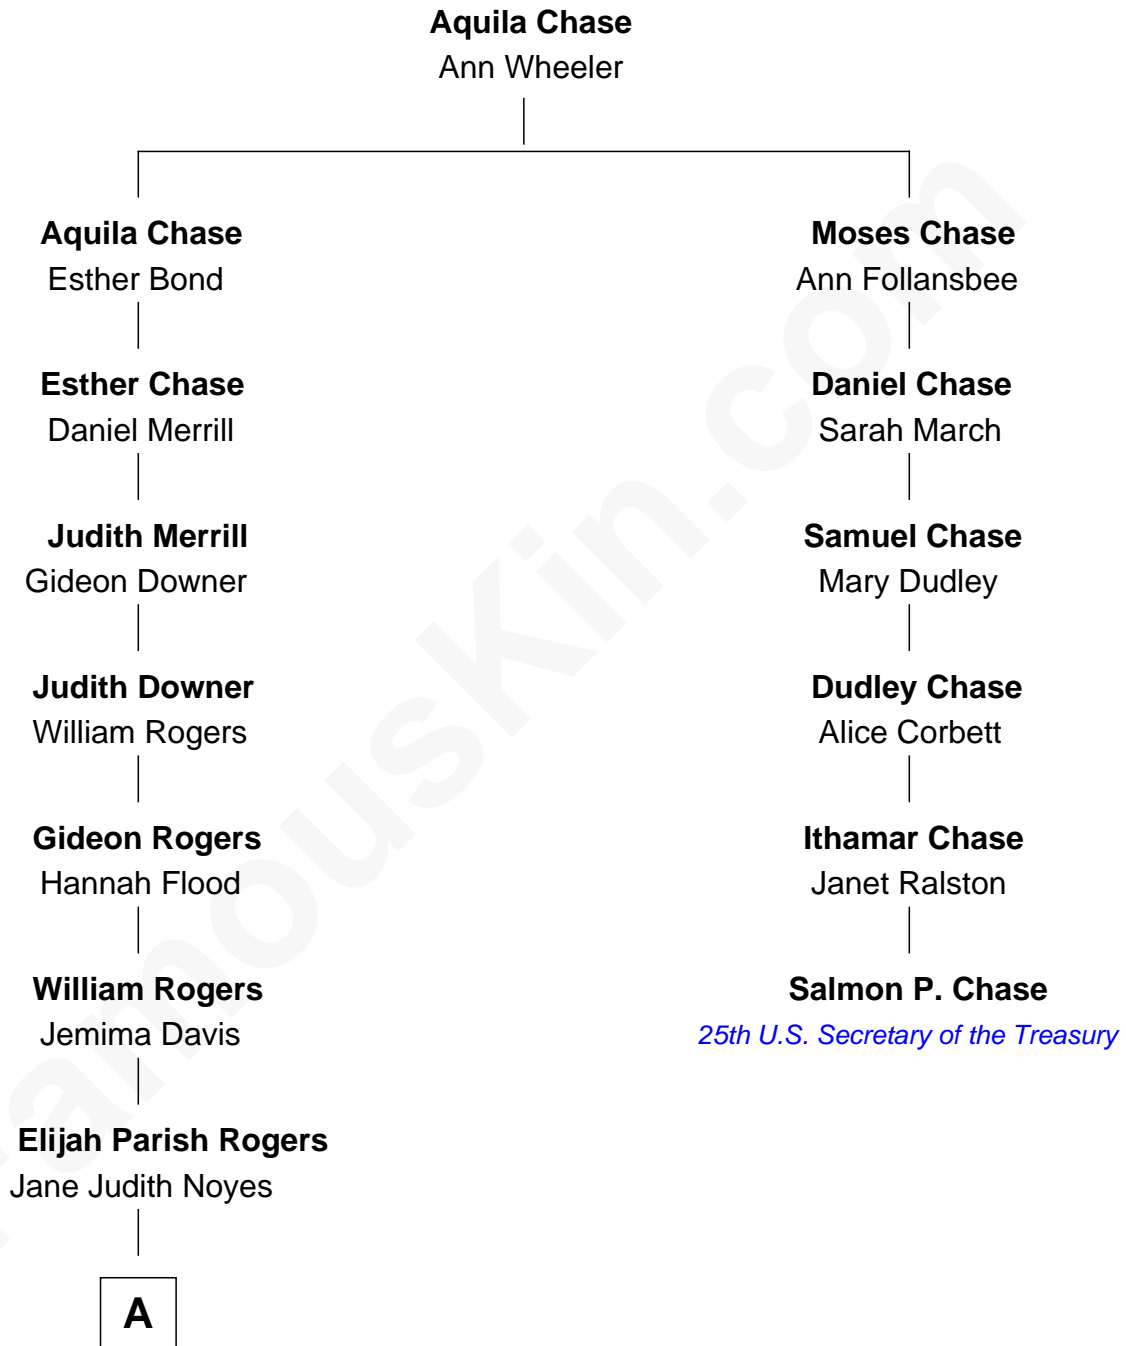 Aquila Chase
Ann Wheeler
Aquila Chase
Esther Bond
Moses Chase
Ann Follansbee
Esther Chase
Daniel Merrill
Daniel Chase
Sarah March
Judith Merrill
Gideon Downer
Samuel Chase
Mary Dudley
Judith Downer
William Rogers
Dudley Chase
Alice Corbett
Gideon Rogers
Hannah Flood
Ithamar Chase
Janet Ralston
William Rogers
Jemima Davis
Salmon P. Chase
25th U.S. Secretary of the Treasury
Elijah Parish Rogers
Jane Judith Noyes
A
FamousKin.com